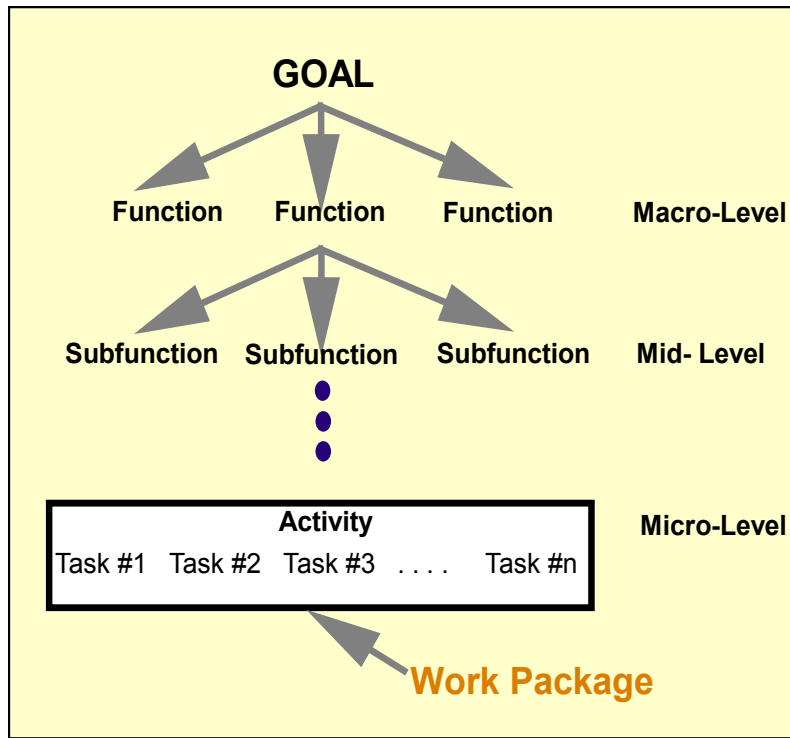 GOAL
Function Function Function Macro-Level
Subfunction Subfunction Subfunction Mid- Level
Activity Micro-Level
Task #1 Task #2 Task #3 . . . . Task #n
Work Package